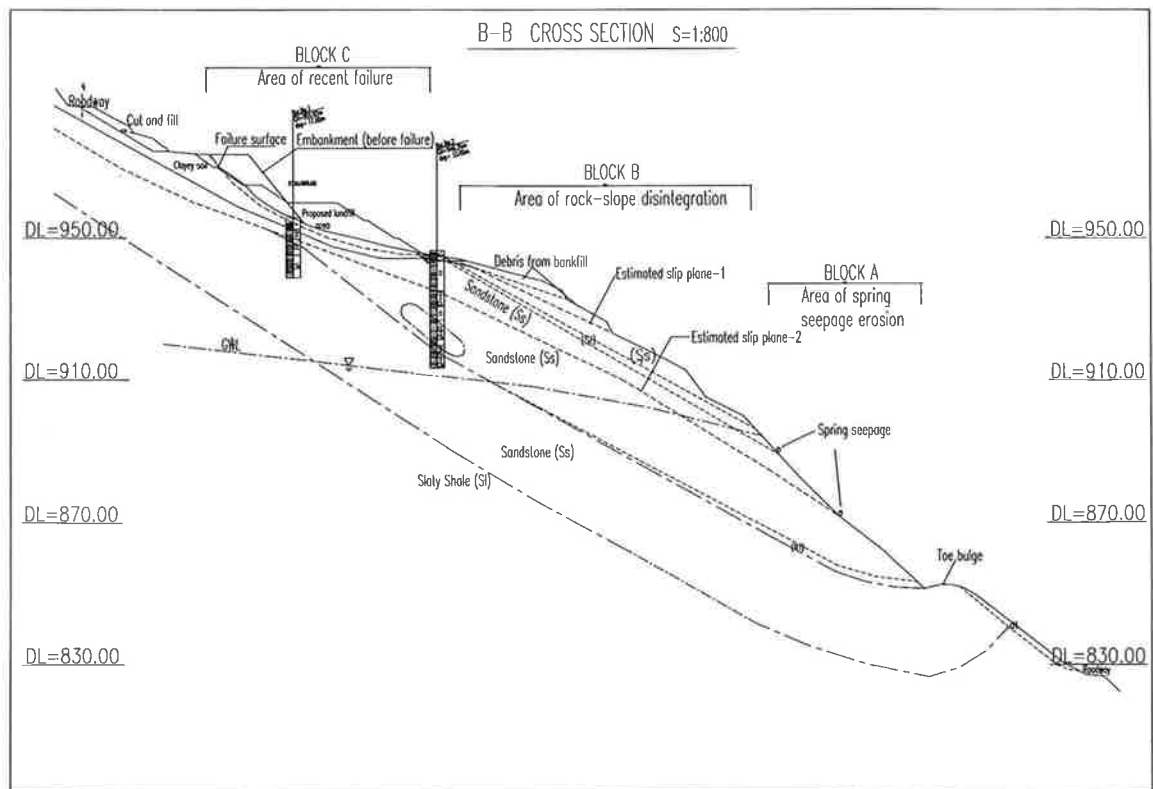 B-B CROSS SECTION S=1:800
BLOCK C
Area of recent failure
Roadway
Cut and fill
Failure surface
Embankment (before failure)
Clayey soil
Proposed landfill
area
BLOCK B
Area of rock-slope disintegration
DL=950.00
DL=950.00
Debris from bankfill
Estimated slip plane-1
BLOCK A
Area of spring
seepage erosion
Sandstone (Ss)
(Sl)
(Ss)
Estimated slip plane-2
GWL
Sandstone (Ss)
DL=910.00
DL=910.00
Spring seepage
Sandstone (Ss)
Slaty Shale (Sl)
DL=870.00
DL=870.00
Toe bulge
DL=830.00
DL=830.00
Roadway